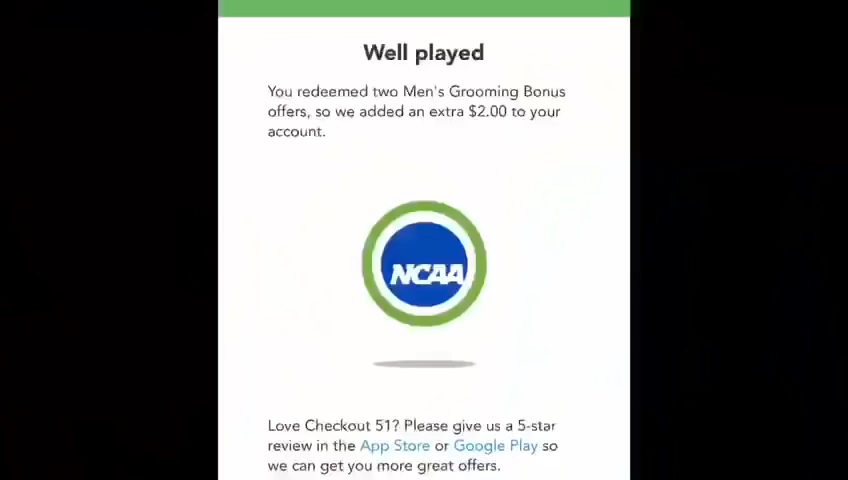 Well played
You redeemed two Men's Grooming Bonus
offers, so we added an extra $2.00 to your
account.
NCAA
Love Checkout 51? Please give us a 5-star
review in the App Store or Google Play so
we can get you more great offers.